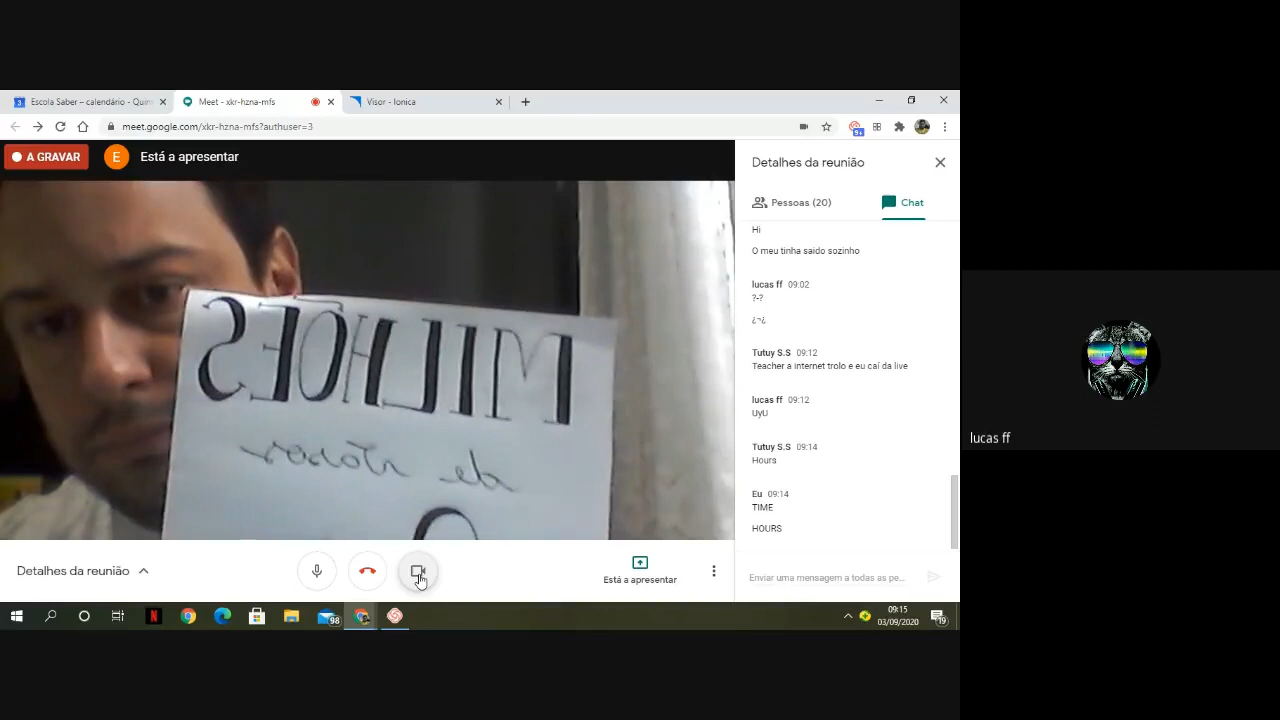 Escola Saber – calendário - Quin
Meet - xkr-hzna-mfs
Visor - Ionica
meet.google.com/xkr-hzna-mfs?authuser=3
9+
A GRAVAR
E
Está a apresentar
Detalhes da reunião
Pessoas (20)
Chat
Hi
O meu tinha saido sozinho
lucas ff 09:02
?-?
¿¬¿
Tutuy S.S 09:12
Teacher a internet trolo e eu caí da live
lucas ff 09:12
UyU
Tutuy S.S 09:14
Hours
Eu 09:14
TIME
HOURS
Enviar uma mensagem a todas as pe...
MILHÕES
de
Detalhes da reunião
Está a apresentar
98
09:15
03/09/2020
19
lucas ff